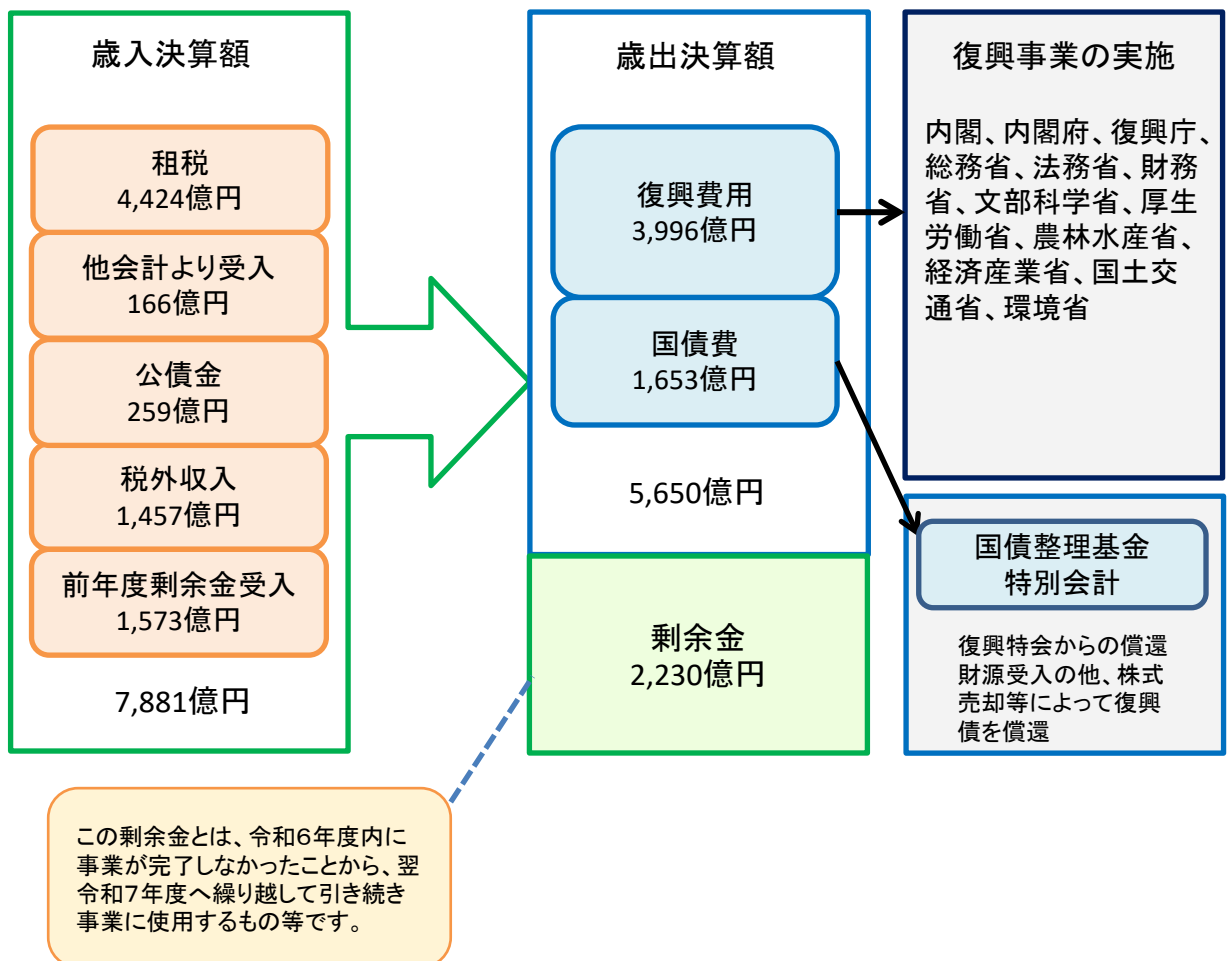 歳入決算額
租税
4,424億円
他会計より受入
166億円
公債金
259億円
税外収入
1,457億円
前年度剰余金受入
1,573億円
7,881億円
歳出決算額
復興費用
3,996億円
国債費
1,653億円
5,650億円
剰余金
2,230億円
復興事業の実施
内閣、内閣府、復興庁、
総務省、法務省、財務
省、文部科学省、厚生
労働省、農林水産省、
経済産業省、国土交
通省、環境省
国債整理基金
特別会計
復興特会からの償還
財源受入の他、株式
売却等によって復興
債を償還
この剰余金とは、令和6年度内に
事業が完了しなかったことから、翌
令和7年度へ繰り越して引き続き
事業に使用するもの等です。